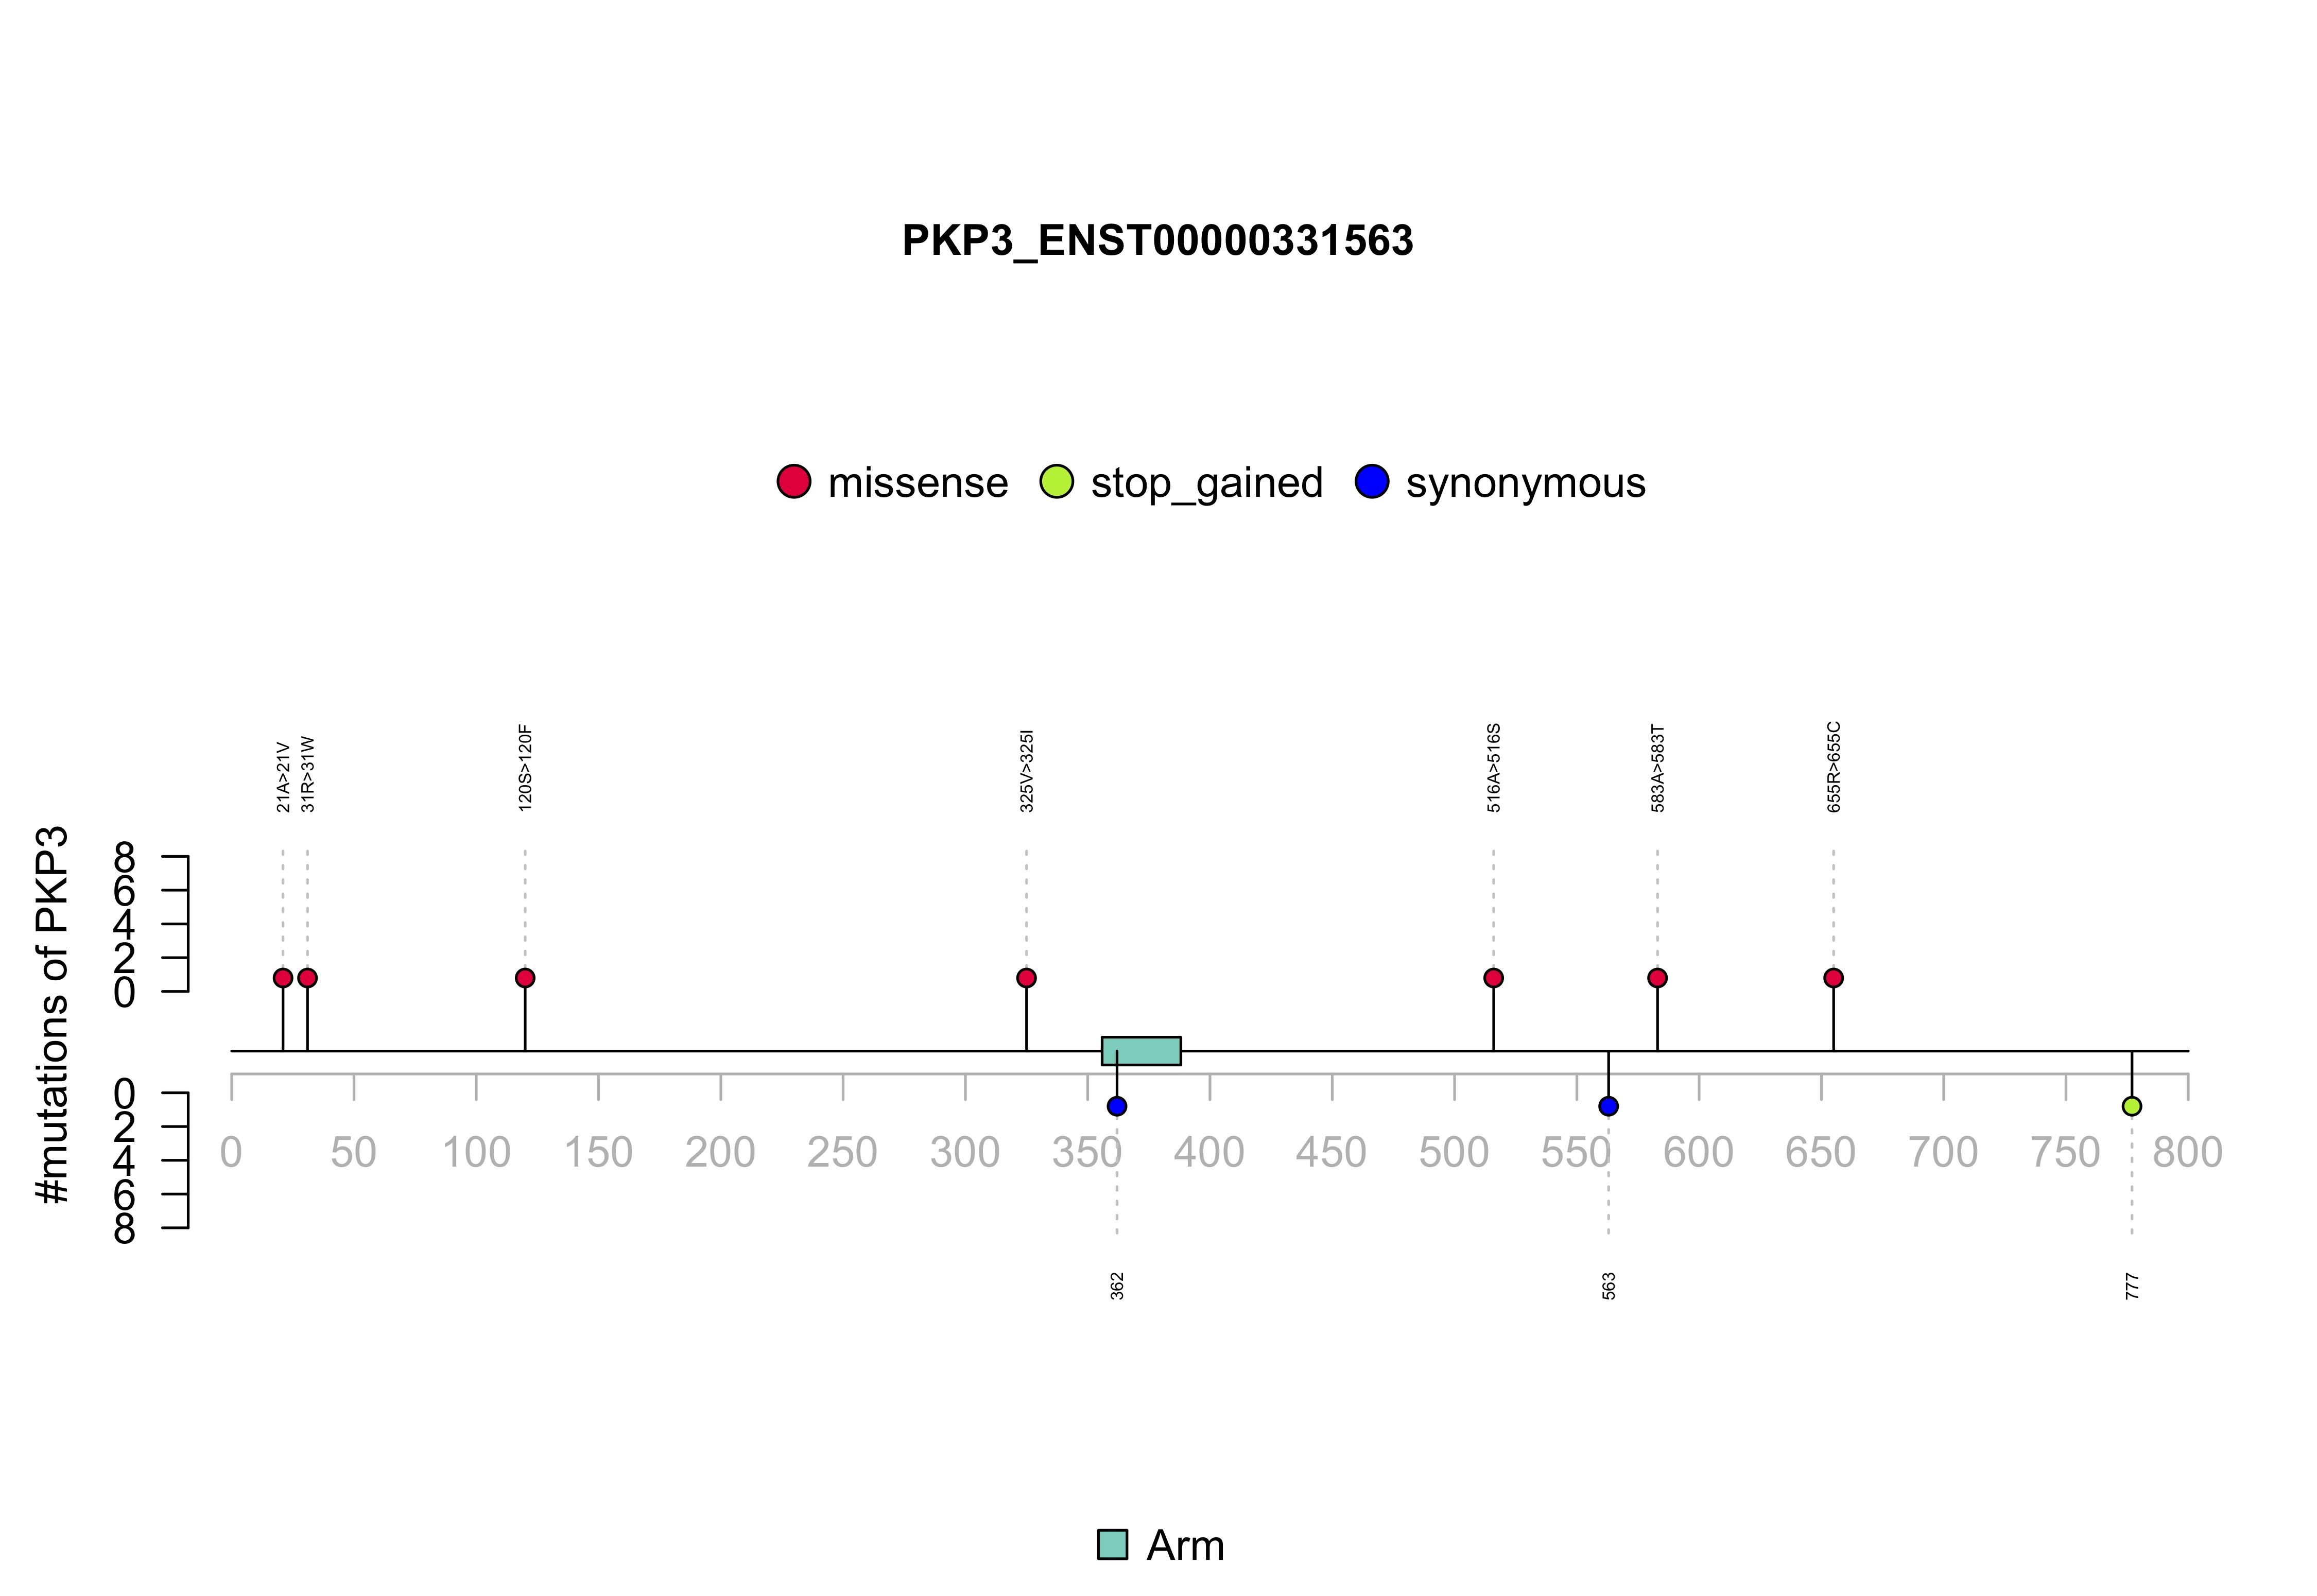 PKP3_ENST00000331563
missense stop_gained synonymous
21A>21V
31R>31W
120S>120F
325V>325I
516A>516S
583A>583T
655R>655C
#mutations of PKP3
8
6
4
2
0
0
2
4
6
8
0 50 100 150 200 250 300 350 400 450 500 550 600 650 700 750 800
362
563
777
Arm